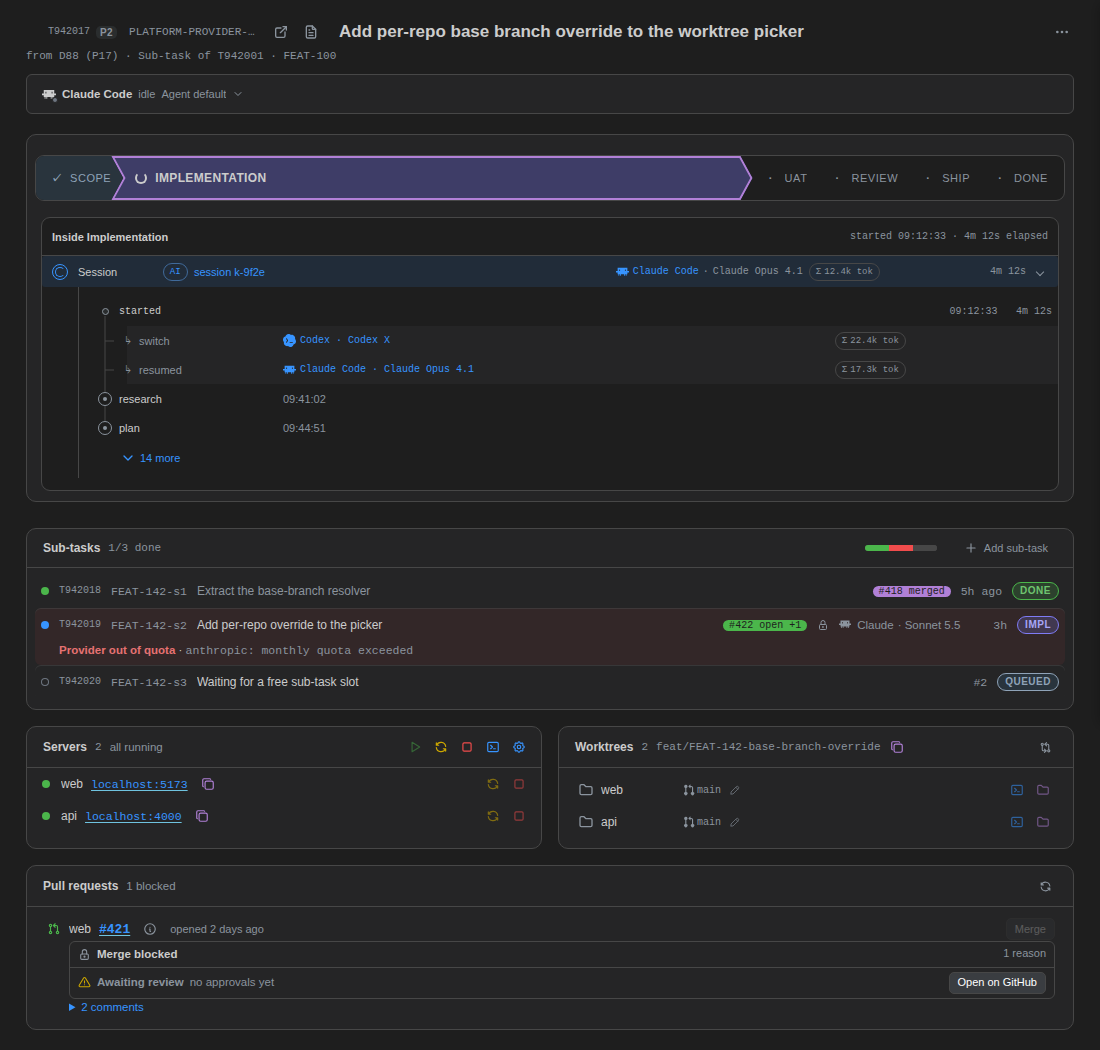 T942017 P2 PLATFORM-PROVIDER-… Add per-repo base branch override to the worktree picker
from D88 (P17) · Sub-task of T942001 · FEAT-100
Claude Code idle Agent default
SCOPE IMPLEMENTATION · UAT · REVIEW · SHIP · DONE
Inside Implementation started 09:12:33 · 4m 12s elapsed
Session AI session k-9f2e Claude Code · Claude Opus 4.1 Σ 12.4k tok 4m 12s
started 09:12:33 4m 12s
↳ switch Codex · Codex X Σ 22.4k tok
↳ resumed Claude Code · Claude Opus 4.1 Σ 17.3k tok
research 09:41:02
plan 09:44:51
14 more
Sub-tasks 1/3 done Add sub-task
T942018 FEAT-142-s1 Extract the base-branch resolver #418 merged 5h ago DONE
T942019 FEAT-142-s2 Add per-repo override to the picker #422 open +1 Claude · Sonnet 5.5 3h IMPL
Provider out of quota · anthropic: monthly quota exceeded
T942020 FEAT-142-s3 Waiting for a free sub-task slot #2 QUEUED
Servers 2 all running
web localhost:5173
api localhost:4000
Worktrees 2 feat/FEAT-142-base-branch-override
web main
api main
Pull requests 1 blocked
web #421 opened 2 days ago Merge
Merge blocked 1 reason
Awaiting review no approvals yet Open on GitHub
2 comments